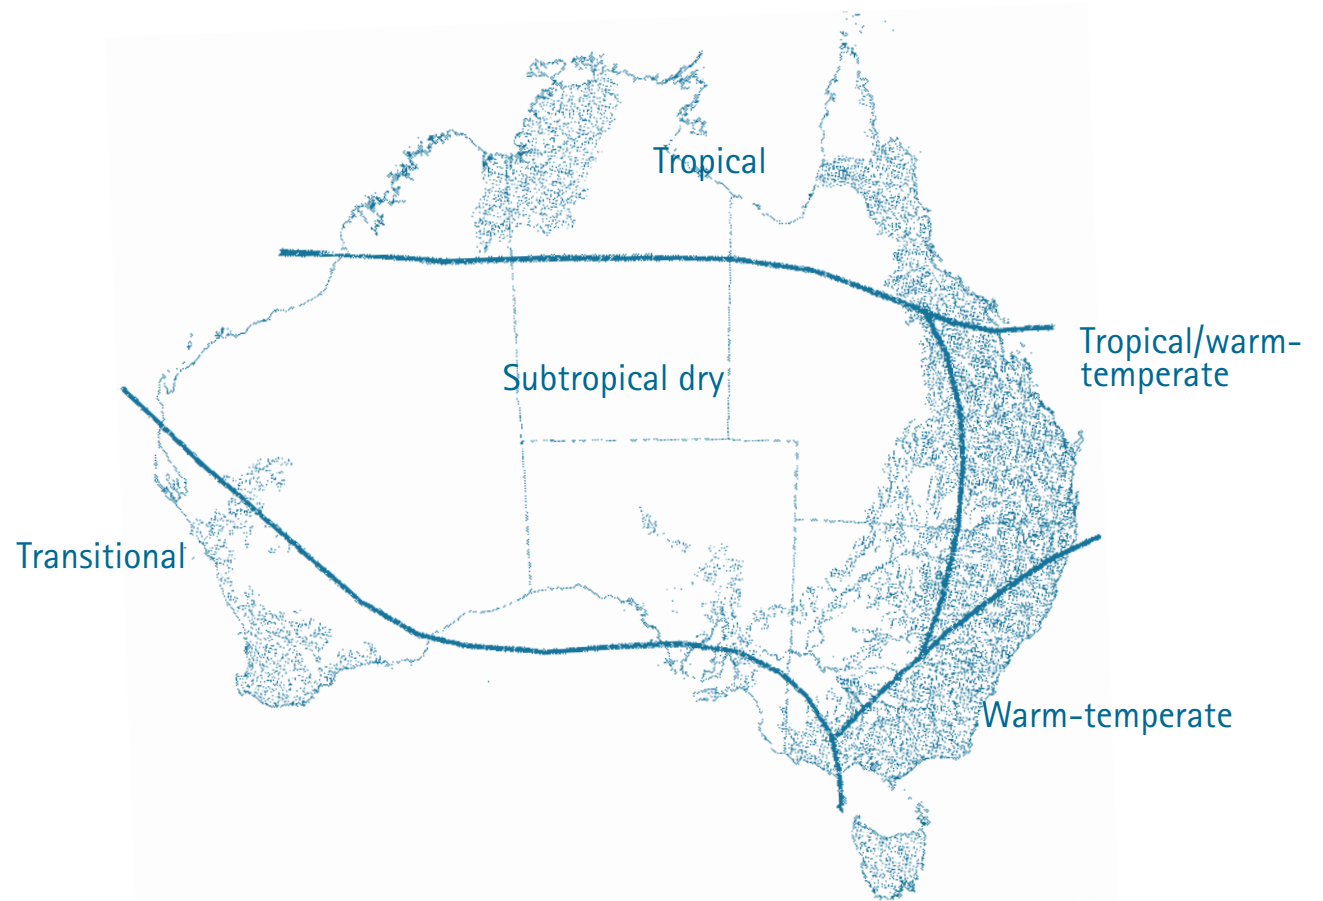 Tropical
Tropical/warm-
temperate
Subtropical dry
Transitional
Warm-temperate